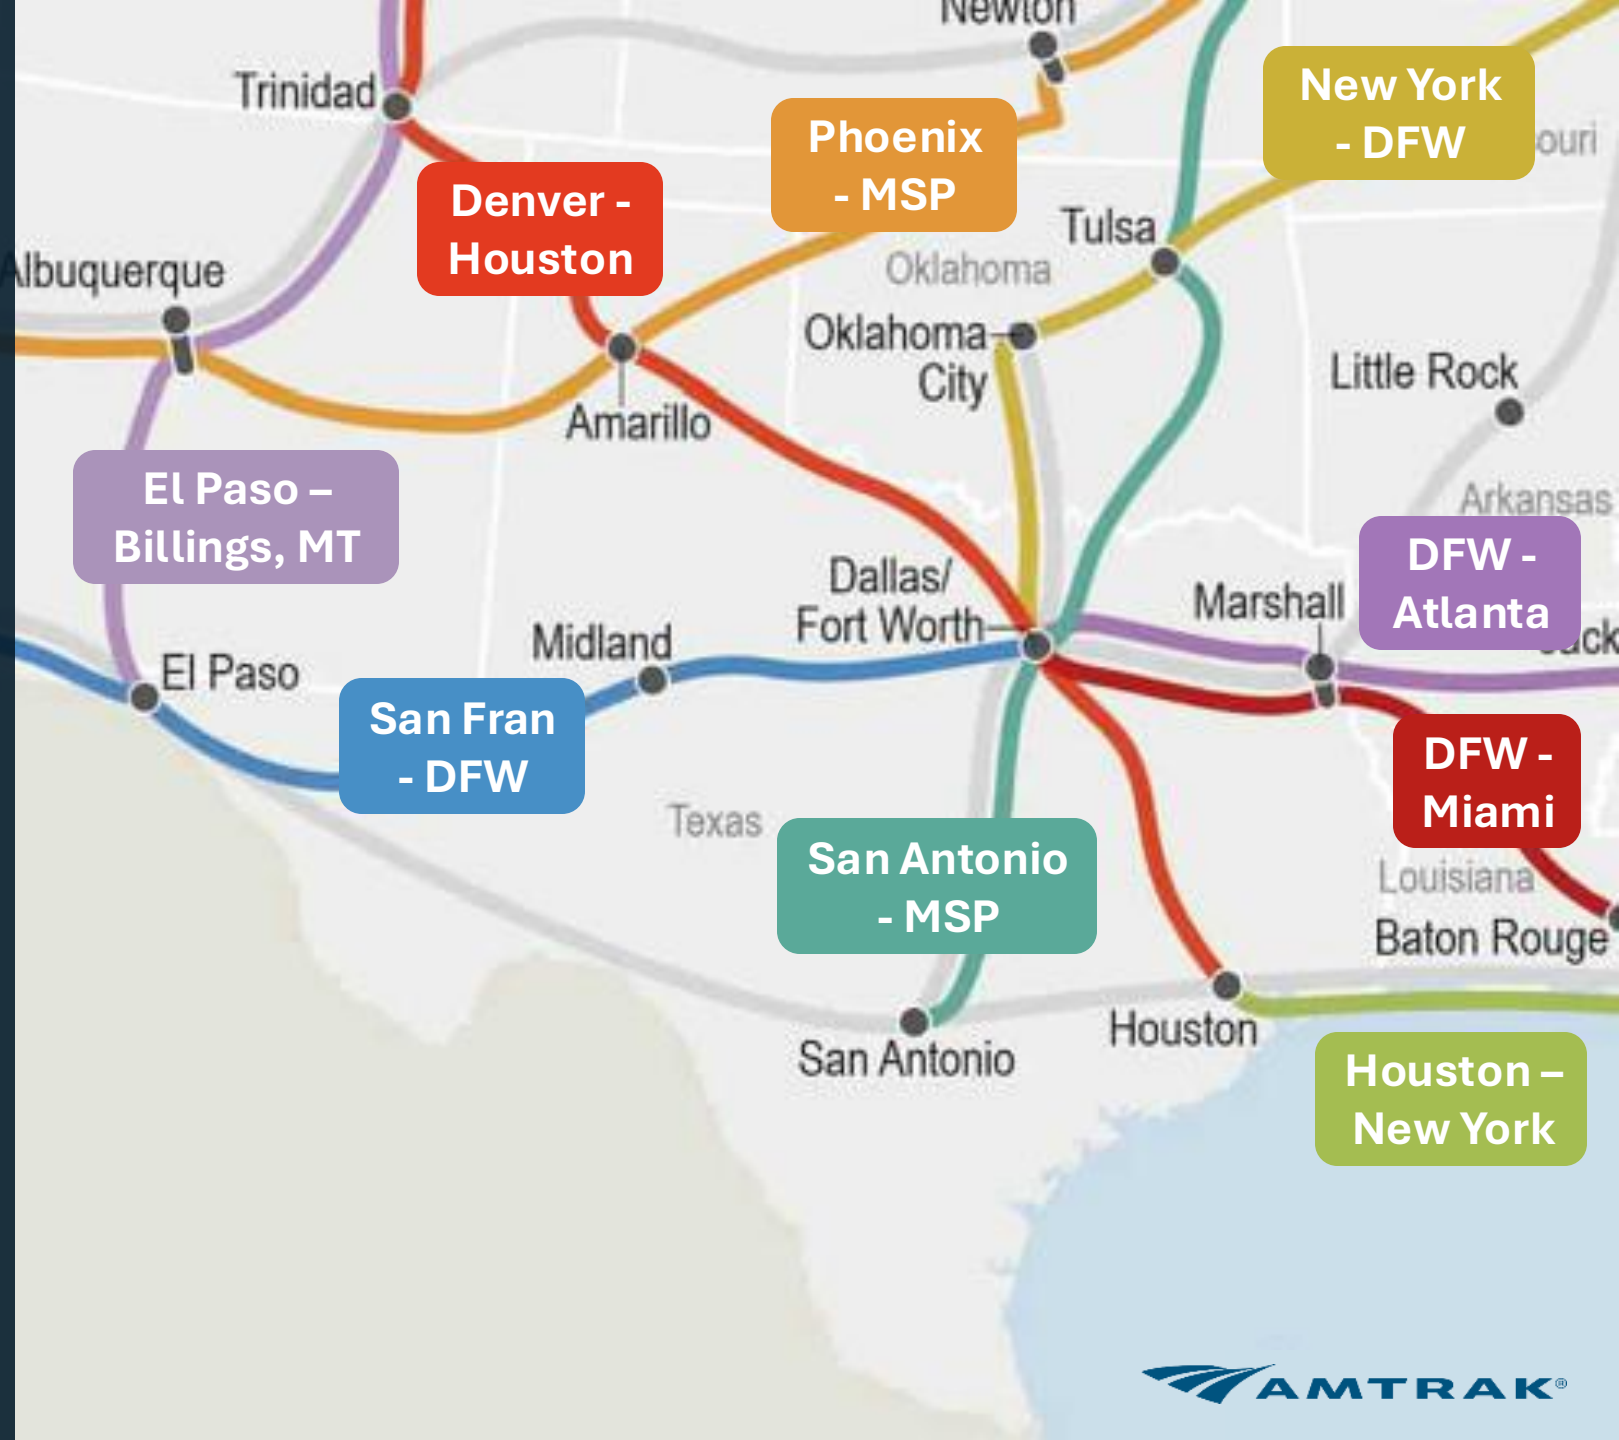 Newton
Trinidad
New York
- DFW
Phoenix
- MSP
ouri
Denver -
Houston
Tulsa
Albuquerque
Oklahoma
Oklahoma
City
Little Rock
Amarillo
El Paso –
Billings, MT
Arkansas
DFW -
Atlanta
Dallas/
Fort Worth
Marshall
Midland
El Paso
San Fran
- DFW
DFW -
Miami
Texas
San Antonio
- MSP
Louisiana
Baton Rouge
Houston
San Antonio
Houston –
New York
AMTRAK®